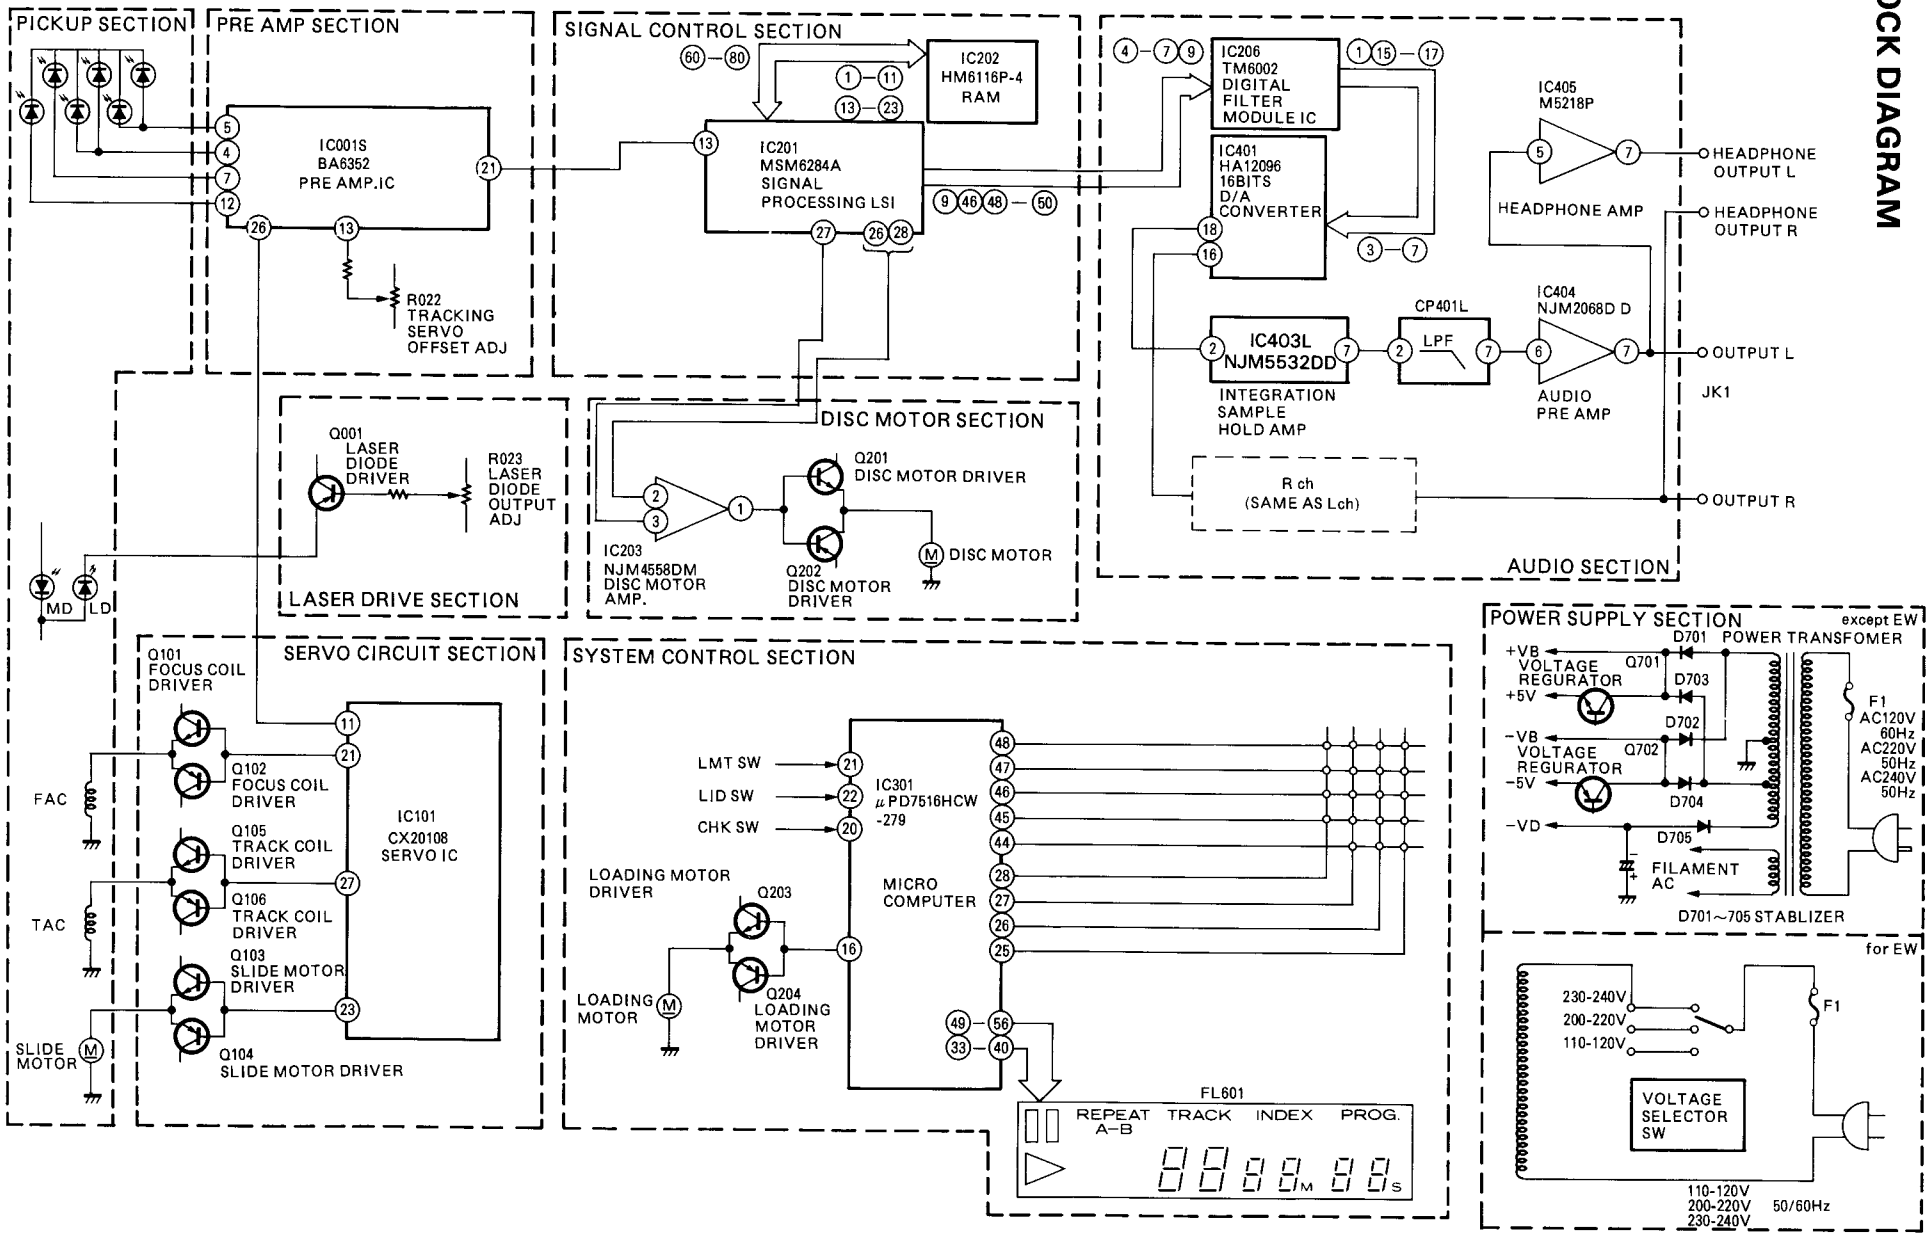 OCK DIAGRAM
PICKUP SECTION
PRE AMP SECTION
5
4
7
12
IC001S
BA6352
PRE AMP.IC
21
26
13
R022
TRACKING
SERVO
OFFSET ADJ
SIGNAL CONTROL SECTION
60 — 80
1 — 11
13 — 23
IC202
HM6116P-4
RAM
13
IC201
MSM6284A
SIGNAL
PROCESSING LSI
27
26 28
9 46 48 — 50
4 — 7 9
IC206
TM6002
DIGITAL
FILTER
MODULE IC
1 15 — 17
IC401
HA12096
16BITS
D/A
CONVERTER
18
16
3 — 7
IC405
M5218P
5
7
HEADPHONE AMP
HEADPHONE
OUTPUT L
HEADPHONE
OUTPUT R
2
IC403L
NJM5532DD
7
INTEGRATION
SAMPLE
HOLD AMP
CP401L
2
LPF
7
IC404
NJM2068D D
6
7
AUDIO
PRE AMP
OUTPUT L
JK1
R ch
(SAME AS Lch)
OUTPUT R
AUDIO SECTION
Q001
LASER
DIODE
DRIVER
R023
LASER
DIODE
OUTPUT
ADJ
LASER DRIVE SECTION
MD
LD
DISC MOTOR SECTION
2
3
1
IC203
NJM4558DM
DISC MOTOR
AMP.
Q201
DISC MOTOR DRIVER
Q202
DISC MOTOR
DRIVER
M
DISC MOTOR
SERVO CIRCUIT SECTION
Q101
FOCUS COIL
DRIVER
Q102
FOCUS COIL
DRIVER
FAC
Q105
TRACK COIL
DRIVER
Q106
TRACK COIL
DRIVER
TAC
Q103
SLIDE MOTOR
DRIVER
Q104
SLIDE MOTOR DRIVER
SLIDE
MOTOR
M
11
21
27
23
IC101
CX20108
SERVO IC
SYSTEM CONTROL SECTION
LMT SW
LID SW
CHK SW
21
22
20
16
IC301
μPD7516HCW
-279
MICRO
COMPUTER
48
47
46
45
44
28
27
26
25
49 — 56
33 — 40
LOADING MOTOR
DRIVER
Q203
Q204
LOADING
MOTOR
DRIVER
LOADING
MOTOR
M
FL601
REPEAT TRACK INDEX PROG.
A–B
88 88M 88S
POWER SUPPLY SECTION
except EW
D701 POWER TRANSFOMER
+VB
VOLTAGE
REGURATOR
Q701
+5V
D703
D702
-VB
VOLTAGE
REGURATOR
Q702
-5V
D704
-VD
D705
FILAMENT
AC
F1
AC120V
60Hz
AC220V
50Hz
AC240V
50Hz
D701~705 STABLIZER
for EW
230-240V
200-220V
110-120V
F1
VOLTAGE
SELECTOR
SW
110-120V
200-220V 50/60Hz
230-240V